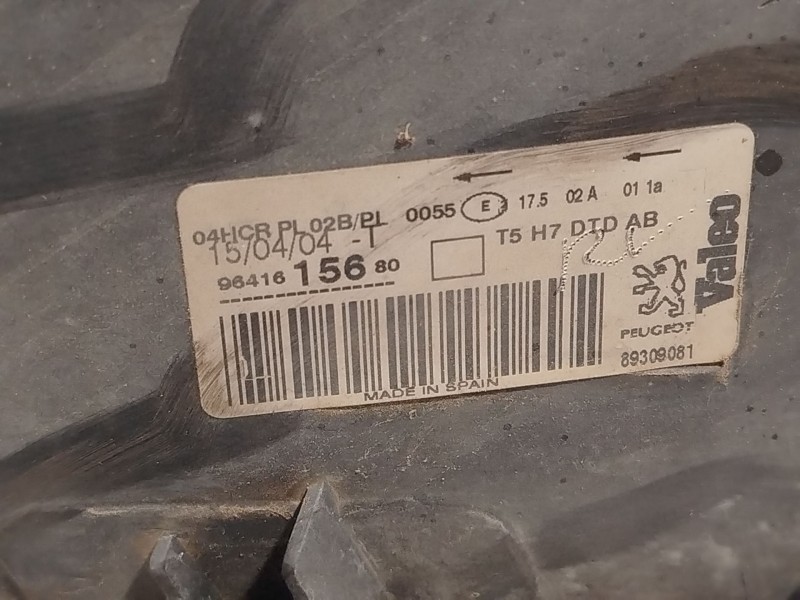 04HCR PL 02B/PL 0055 E 17.5 02 A 01 1a
15/04/04 -T
T5 H7 DTD AB
96416 156 80
Valeo
PEUGEOT
89309081
MADE IN SPAIN